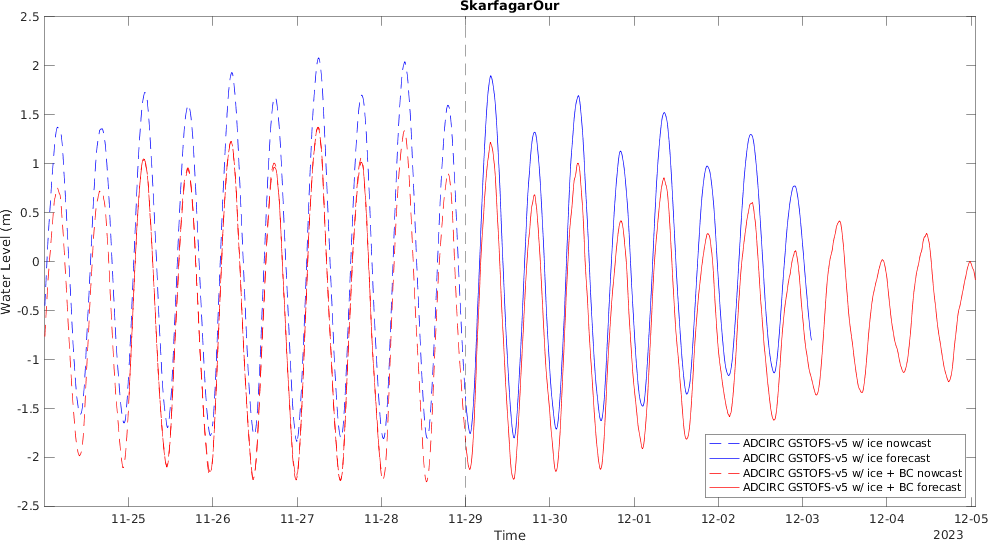 SkarfagarOur
2.5
2
1.5
1
0.5
0
-0.5
-1
-1.5
-2
-2.5
Water Level (m)
ADCIRC GSTOFS-v5 w/ ice nowcast
ADCIRC GSTOFS-v5 w/ ice forecast
ADCIRC GSTOFS-v5 w/ ice + BC nowcast
ADCIRC GSTOFS-v5 w/ ice + BC forecast
11-25 11-26 11-27 11-28 11-29 11-30 12-01 12-02 12-03 12-04 12-05
Time
2023